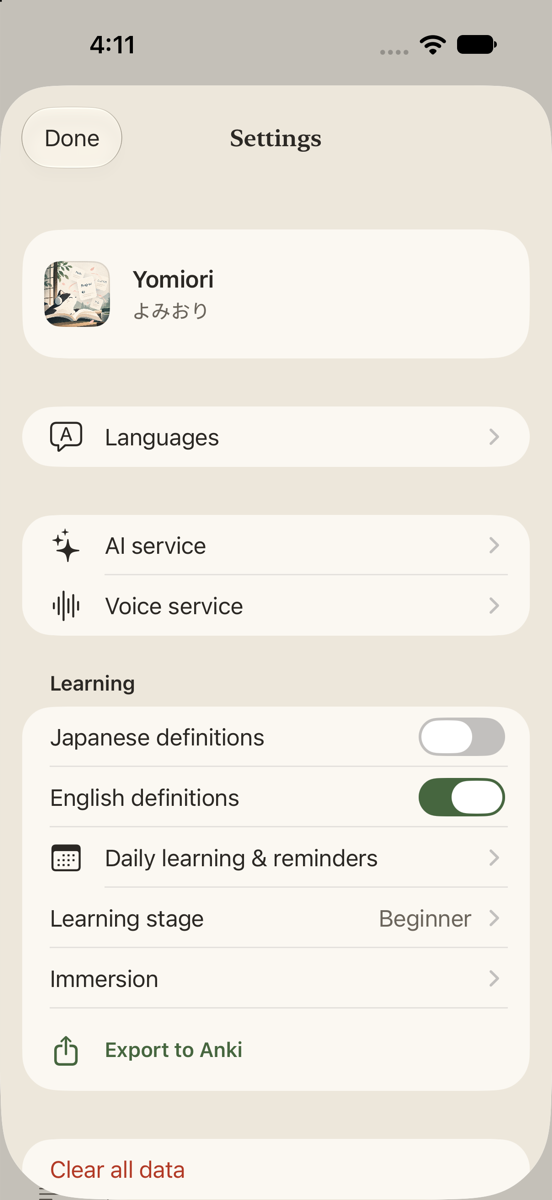 4:11
Done
Settings
Yomiori
よみおり
Languages
AI service
Voice service
Learning
Japanese definitions
English definitions
Daily learning & reminders
Learning stage Beginner
Immersion
Export to Anki
Clear all data